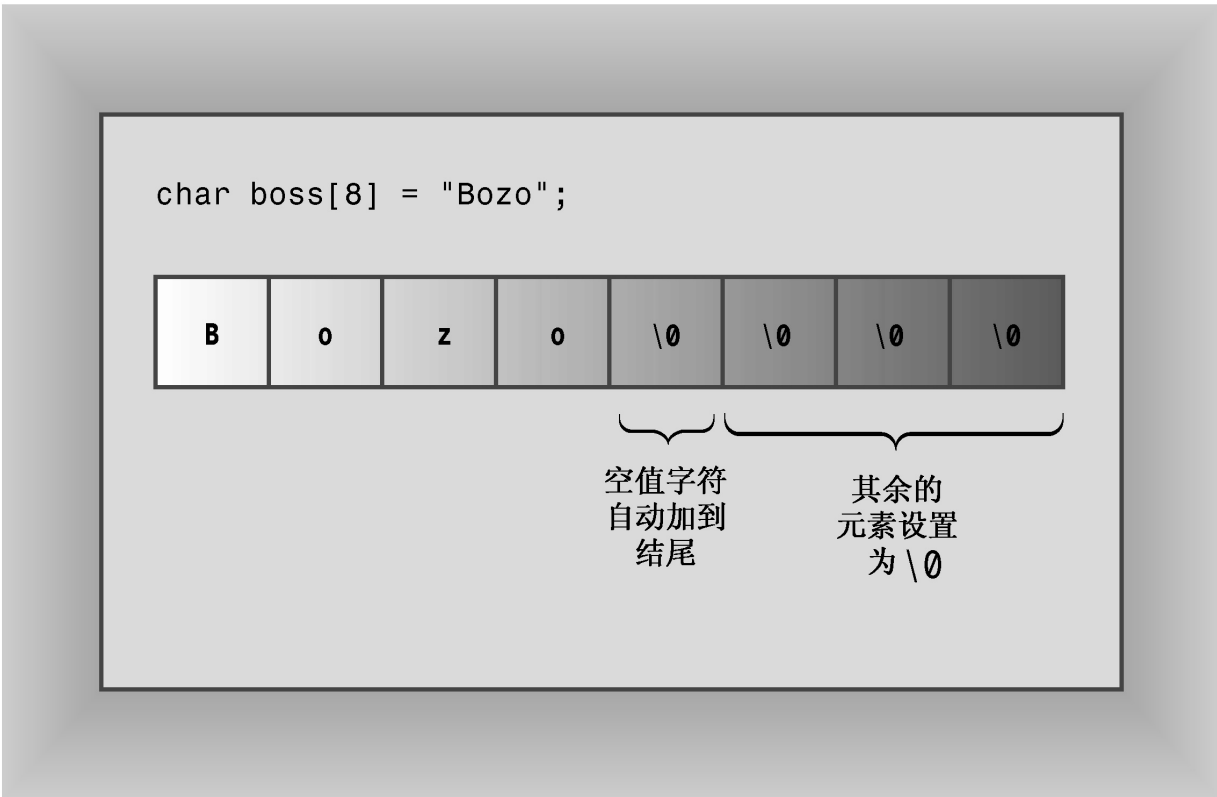 char boss[8] = "Bozo";
B o z o \0 \0 \0 \0
空值字符
自动加到
结尾
其余的
元素设置
为 \0